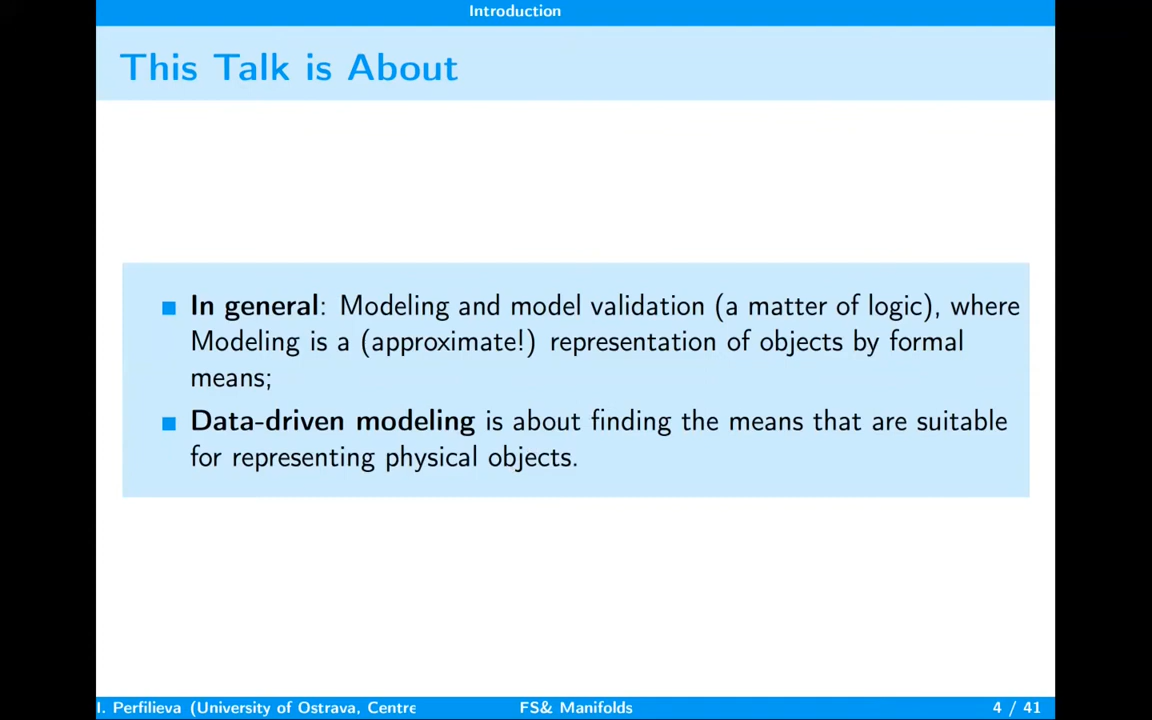 Introduction
This Talk is About
In general: Modeling and model validation (a matter of logic), where
Modeling is a (approximate!) representation of objects by formal
means;
Data-driven modeling is about finding the means that are suitable
for representing physical objects.
I. Perfilieva (University of Ostrava, Centre
FS& Manifolds
4 / 41